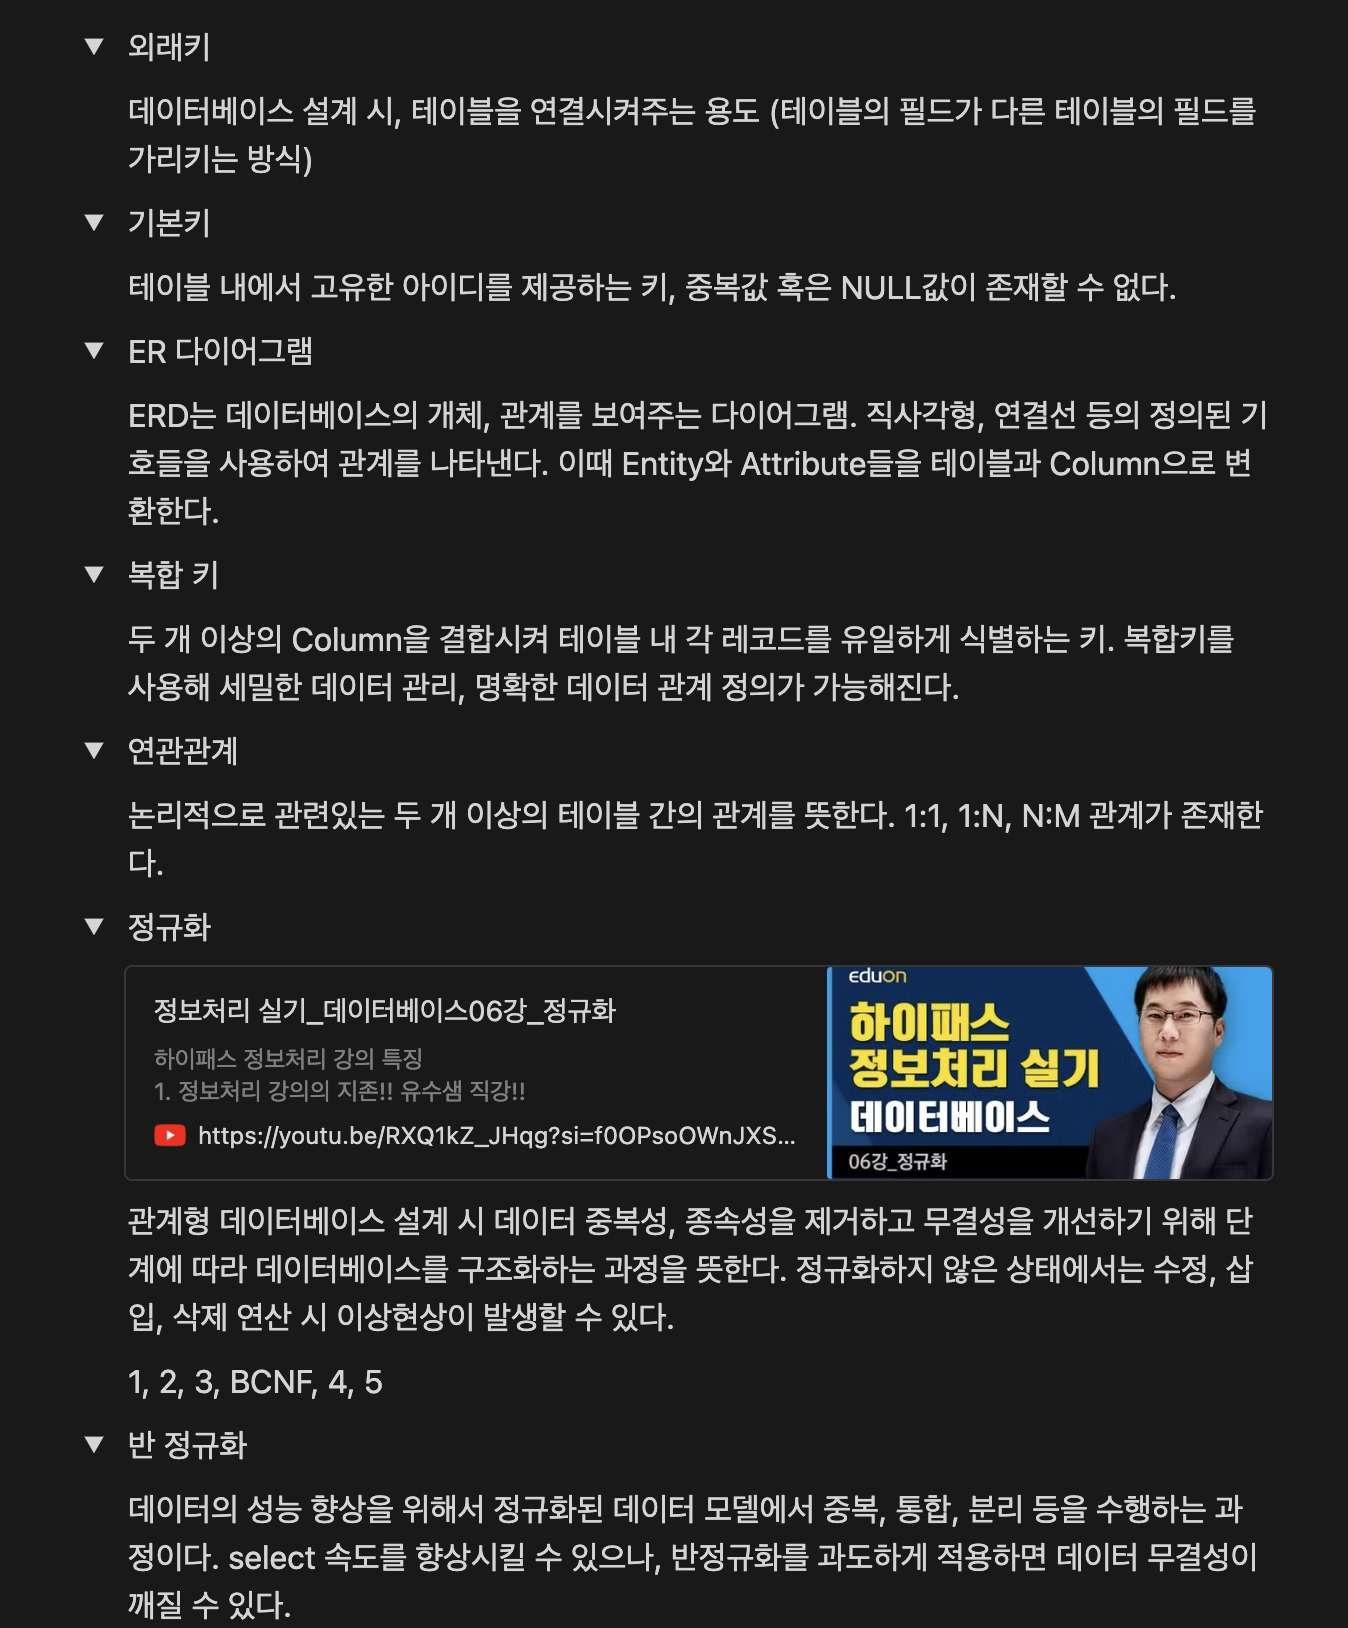 외래키
데이터베이스 설계 시, 테이블을 연결시켜주는 용도 (테이블의 필드가 다른 테이블의 필드를
가리키는 방식)
기본키
테이블 내에서 고유한 아이디를 제공하는 키, 중복값 혹은 NULL값이 존재할 수 없다.
ER 다이어그램
ERD는 데이터베이스의 개체, 관계를 보여주는 다이어그램. 직사각형, 연결선 등의 정의된 기
호들을 사용하여 관계를 나타낸다. 이때 Entity와 Attribute들을 테이블과 Column으로 변
환한다.
복합 키
두 개 이상의 Column을 결합시켜 테이블 내 각 레코드를 유일하게 식별하는 키. 복합키를
사용해 세밀한 데이터 관리, 명확한 데이터 관계 정의가 가능해진다.
연관관계
논리적으로 관련있는 두 개 이상의 테이블 간의 관계를 뜻한다. 1:1, 1:N, N:M 관계가 존재한
다.
정규화
정보처리 실기_데이터베이스06강_정규화
하이패스 정보처리 강의 특징
1. 정보처리 강의의 지존!! 유수샘 직강!!
https://youtu.be/RXQ1kZ_JHqg?si=f0OPsoOWnJXS...
eduon
하이패스
정보처리 실기
데이터베이스
06강_정규화
관계형 데이터베이스 설계 시 데이터 중복성, 종속성을 제거하고 무결성을 개선하기 위해 단
계에 따라 데이터베이스를 구조화하는 과정을 뜻한다. 정규화하지 않은 상태에서는 수정, 삽
입, 삭제 연산 시 이상현상이 발생할 수 있다.
1, 2, 3, BCNF, 4, 5
반 정규화
데이터의 성능 향상을 위해서 정규화된 데이터 모델에서 중복, 통합, 분리 등을 수행하는 과
정이다. select 속도를 향상시킬 수 있으나, 반정규화를 과도하게 적용하면 데이터 무결성이
깨질 수 있다.